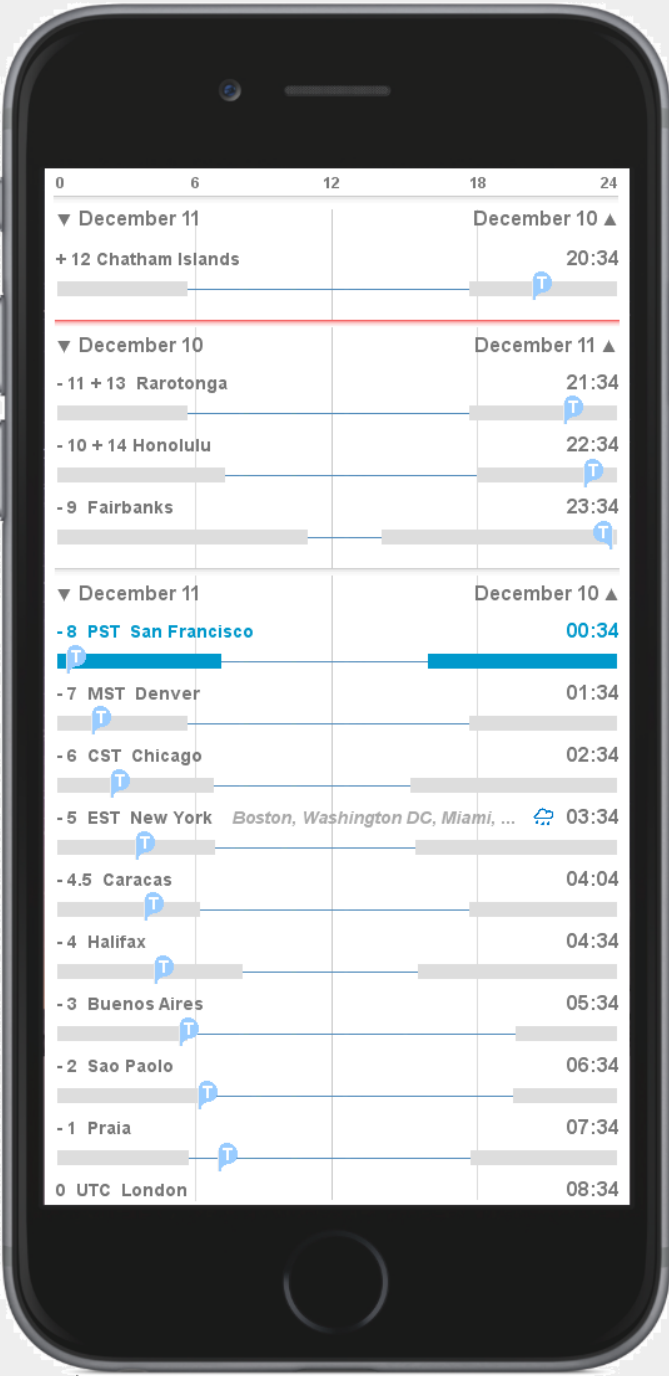 0 6 12 18 24
▼ December 11 December 10 ▲
+ 12 Chatham Islands 20:34
T
▼ December 10 December 11 ▲
- 11 + 13 Rarotonga 21:34
T
- 10 + 14 Honolulu 22:34
T
- 9 Fairbanks 23:34
T
▼ December 11 December 10 ▲
- 8 PST San Francisco 00:34
T
- 7 MST Denver 01:34
T
- 6 CST Chicago 02:34
T
- 5 EST New York Boston, Washington DC, Miami, ... 03:34
T
- 4.5 Caracas 04:04
T
- 4 Halifax 04:34
T
- 3 Buenos Aires 05:34
T
- 2 Sao Paolo 06:34
T
- 1 Praia 07:34
T
0 UTC London 08:34